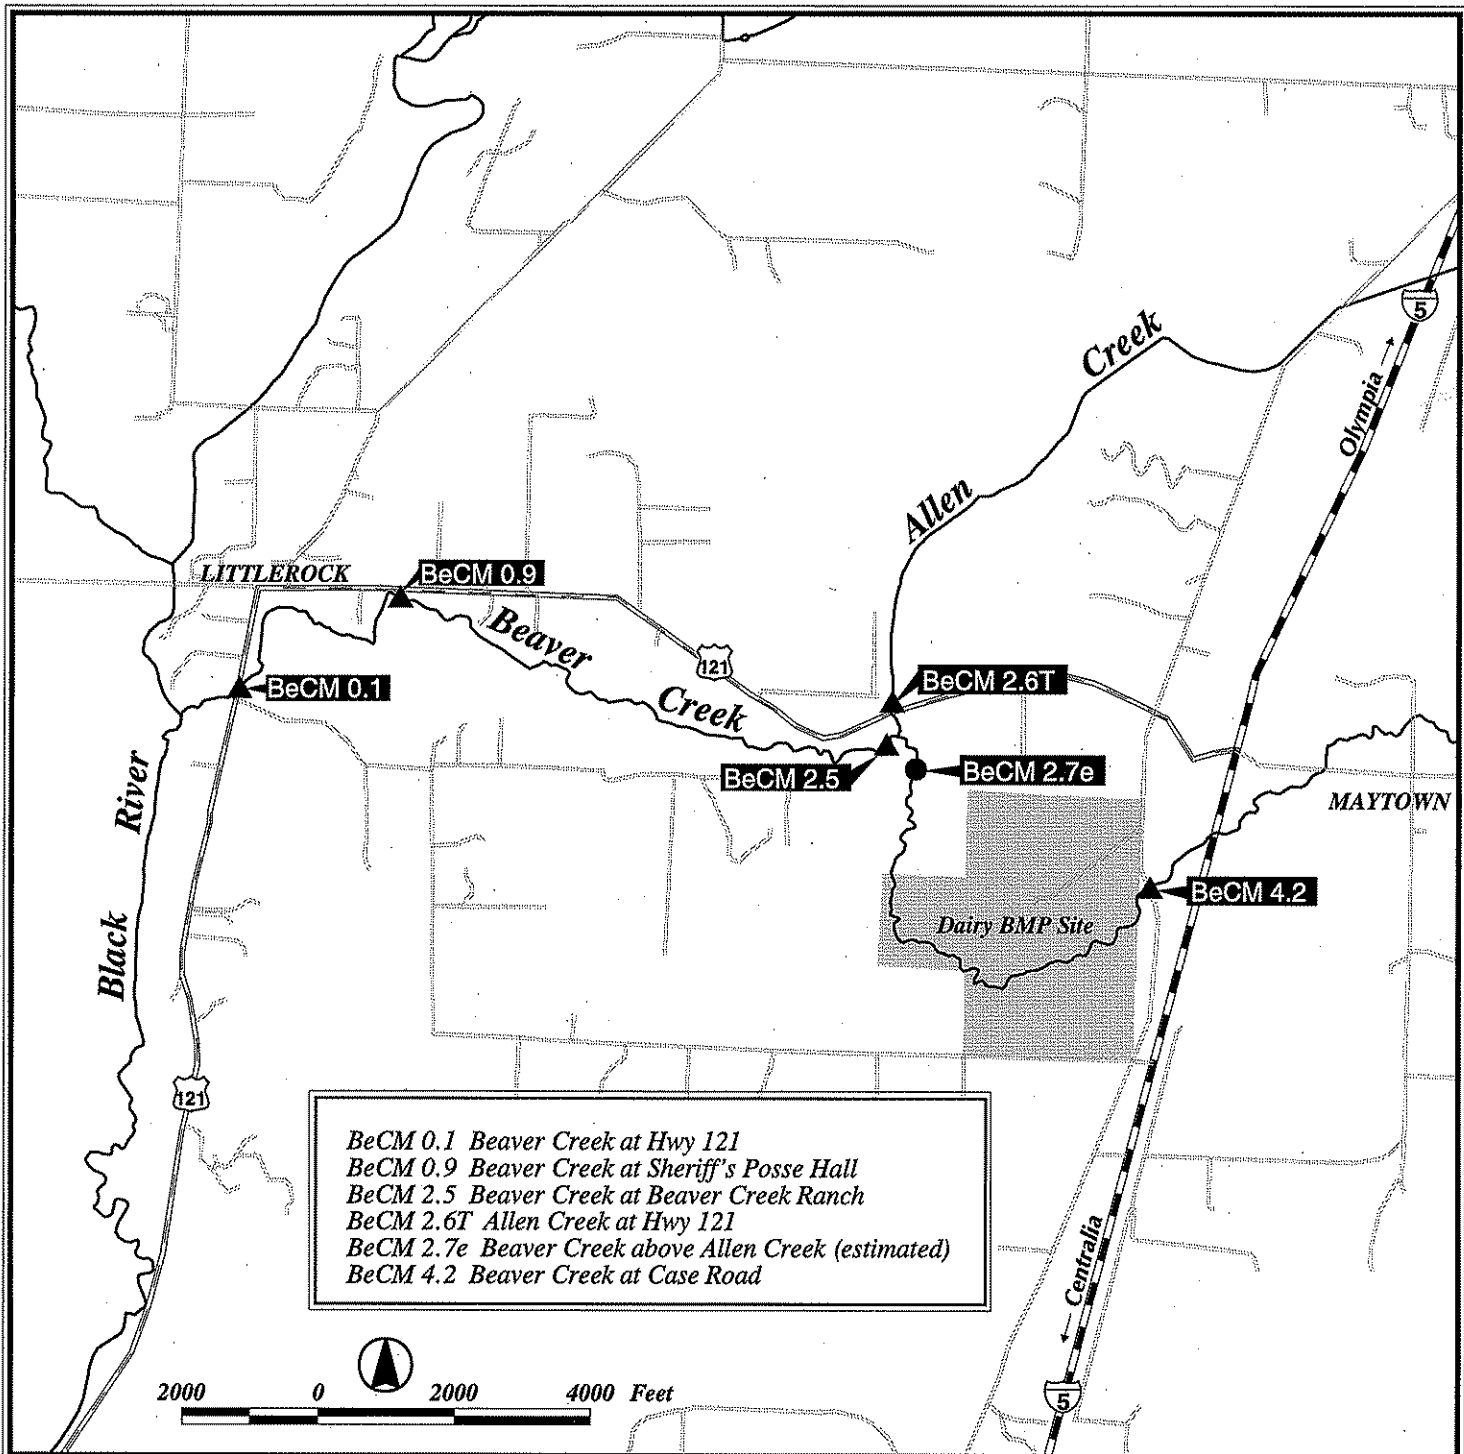 5
Creek
Olympia
Allen
LITTLEROCK
BeCM 0.9
Beaver
121
BeCM 2.6T
BeCM 0.1
Creek
BeCM 2.5
BeCM 2.7e
River
MAYTOWN
BeCM 4.2
Black
Dairy BMP Site
121
BeCM 0.1 Beaver Creek at Hwy 121
BeCM 0.9 Beaver Creek at Sheriff's Posse Hall
BeCM 2.5 Beaver Creek at Beaver Creek Ranch
BeCM 2.6T Allen Creek at Hwy 121
BeCM 2.7e Beaver Creek above Allen Creek (estimated)
BeCM 4.2 Beaver Creek at Case Road
Centralia
2000 0 2000 4000 Feet
5